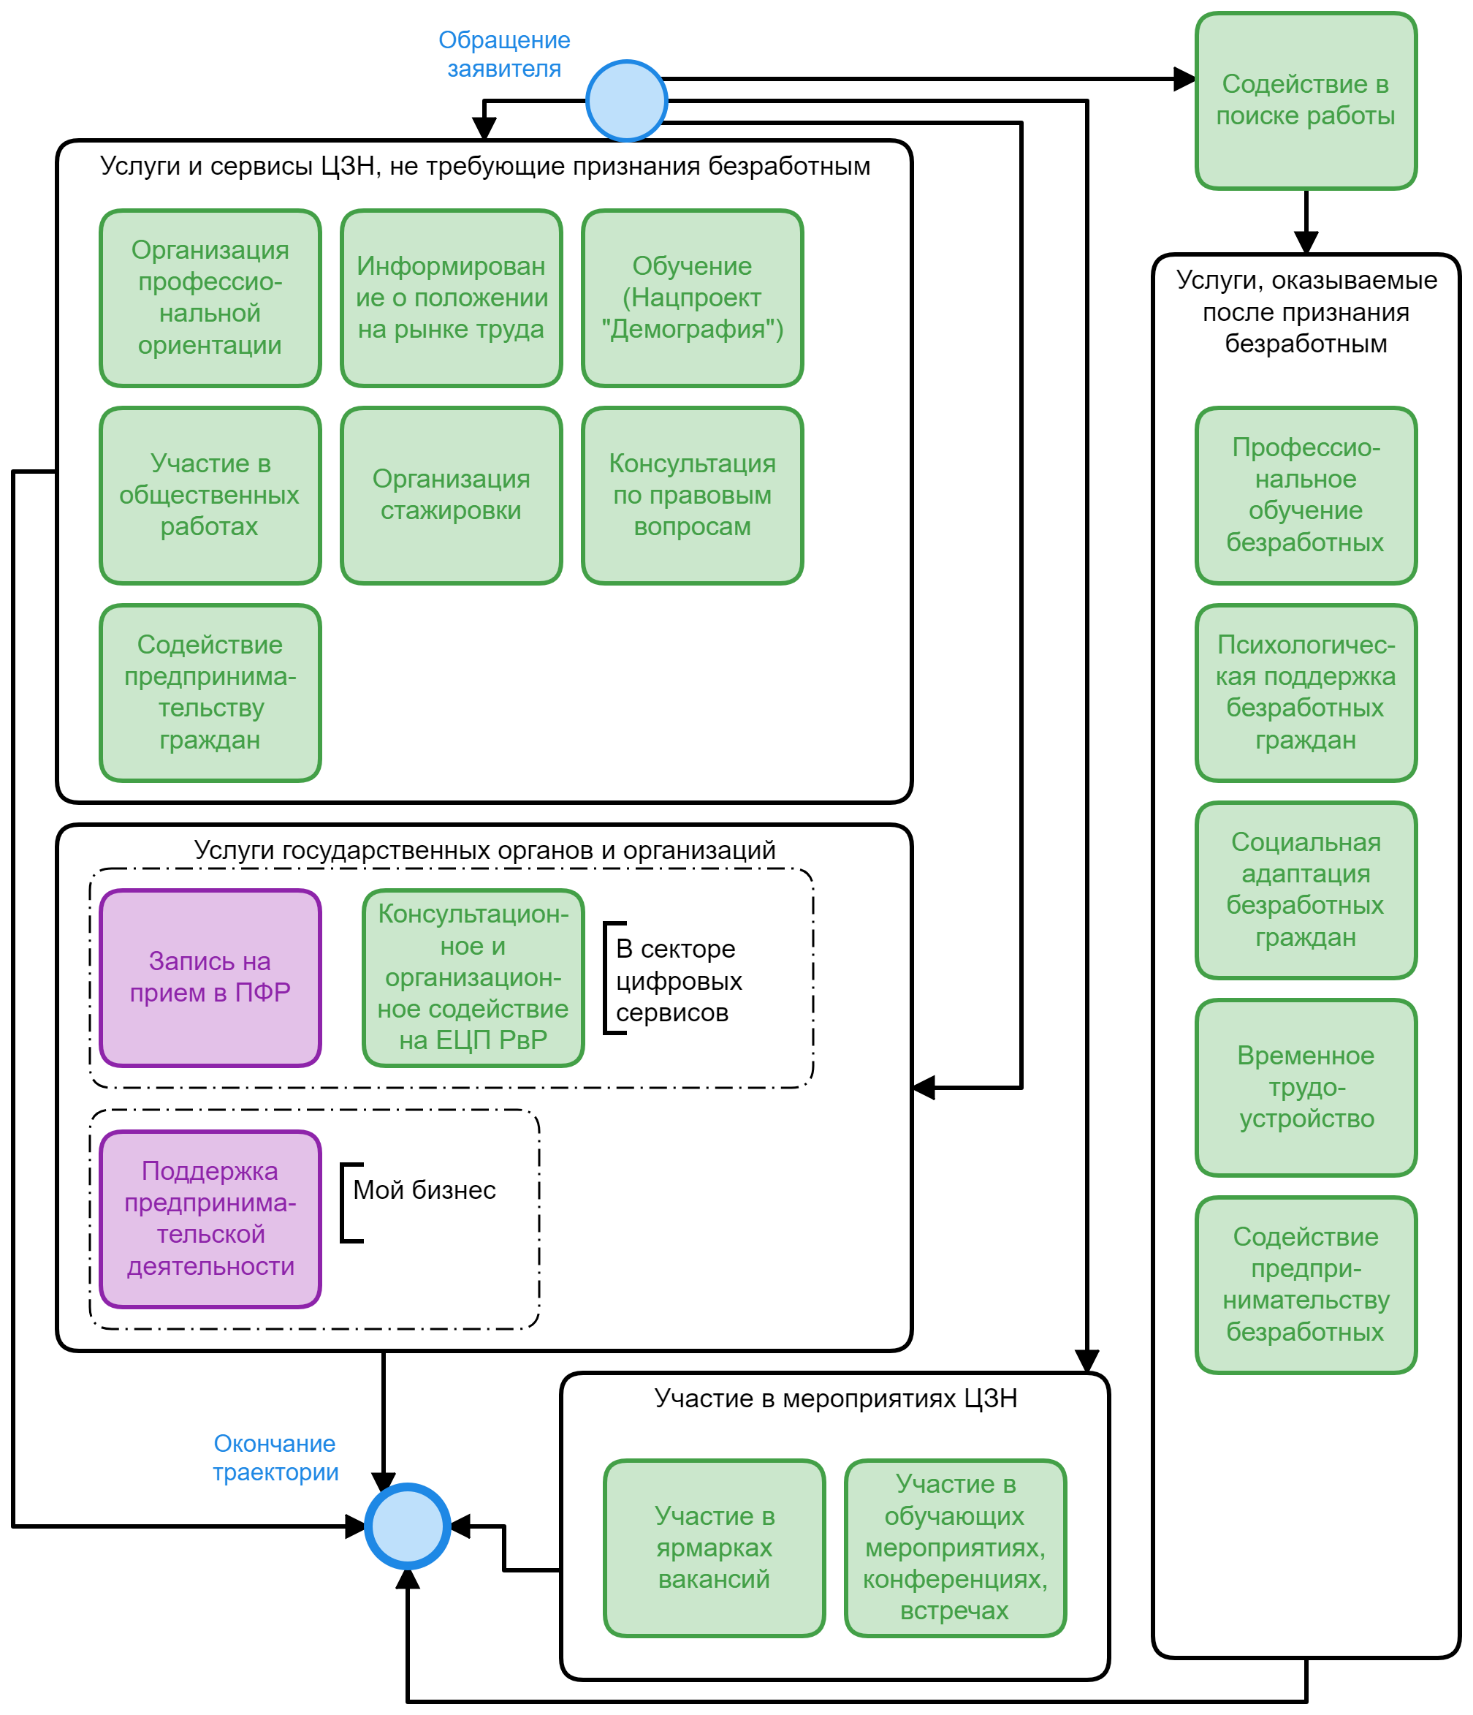 Обращение
заявителя
Содействие в
поиске работы
Услуги и сервисы ЦЗН, не требующие признания безработным
Организация
профессио-
нальной
ориентации
Информирован
ие о положении
на рынке труда
Обучение
(Нацпроект
"Демография")
Участие в
общественных
работах
Организация
стажировки
Консультация
по правовым
вопросам
Содействие
предпринима-
тельству
граждан
Услуги, оказываемые
после признания
безработным
Профессио-
нальное
обучение
безработных
Психологичес-
кая поддержка
безработных
граждан
Социальная
адаптация
безработных
граждан
Временное
трудо-
устройство
Содействие
предпри-
нимательству
безработных
Услуги государственных органов и организаций
Запись на
прием в ПФР
Консультацион-
ное и
организацион-
ное содействие
на ЕЦП РвР
В секторе
цифровых
сервисов
Поддержка
предпринима-
тельской
деятельности
Мой бизнес
Участие в мероприятиях ЦЗН
Участие в
ярмарках
вакансий
Участие в
обучающих
мероприятиях,
конференциях,
встречах
Окончание
траектории